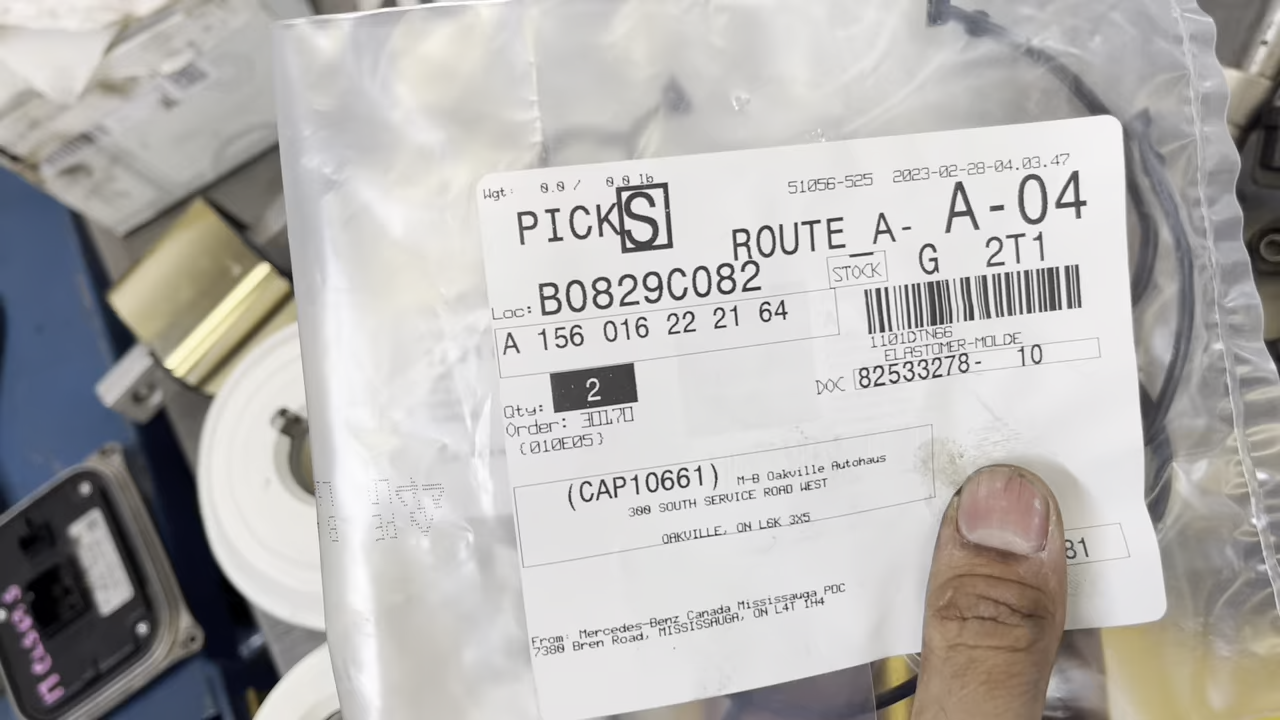 Wgt: 0.0 / 0.0 lb
51056-525 2023-02-28-04.03.47
PICK S
ROUTE A- A-04
Loc: B0829C082
STOCK G 2T1
A 156 016 22 21 64
1101DTN66
ELASTOMER-MOLDE
Qty: 2
DOC 82533278- 10
Order: 30170
(010E05)
(CAP10661) M-B Oakville Autohaus
300 SOUTH SERVICE ROAD WEST
OAKVILLE, ON L6K 3X5
81
From: Mercedes-Benz Canada Mississauga PDC
7380 Bren Road, MISSISSAUGA, ON L4T 1H4